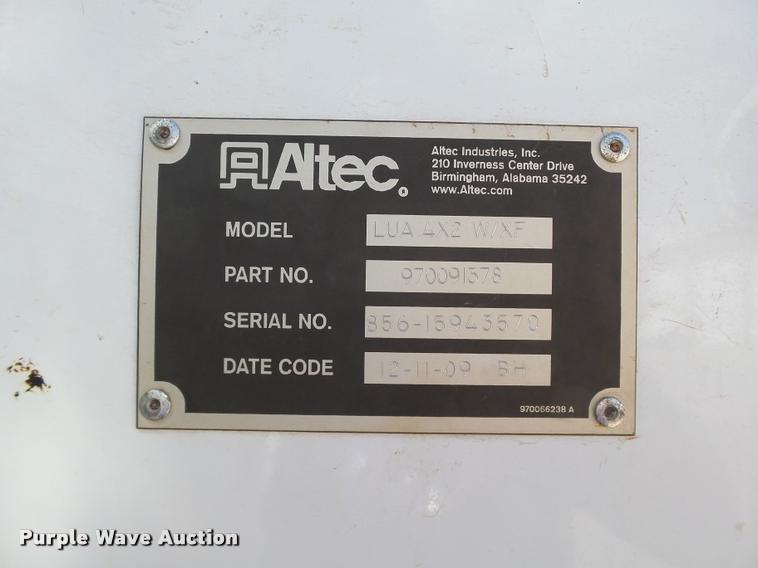 Altec
Altec Industries, Inc.
210 Inverness Center Drive
Birmingham, Alabama 35242
www.Altec.com
MODEL LUA 4X2 W/XF
PART NO. 970091378
SERIAL NO. 856-15943570
DATE CODE 12-11-09 BH
970066238 A
Purple Wave Auction